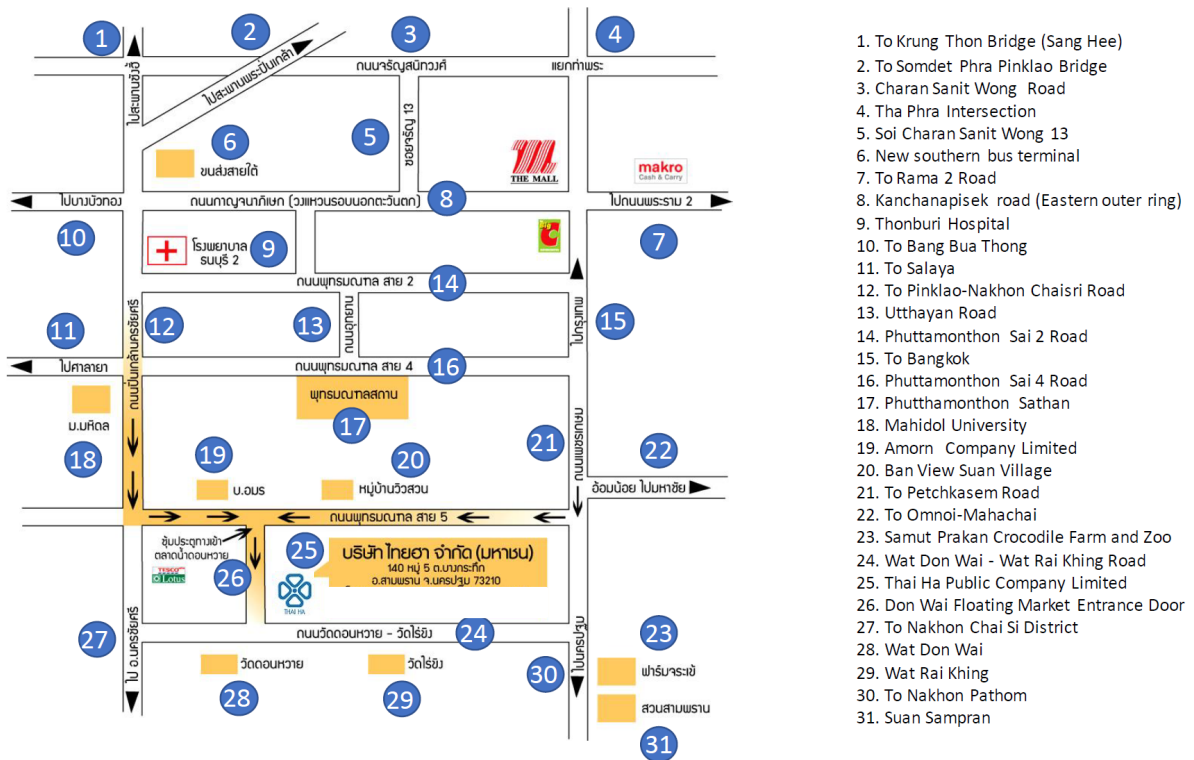 1
2
3
4
ถนนจรัญสนิทวงศ์
แยกท่าพระ
ไปสะพานซังฮี้
ไปสะพานพระปิ่นเกล้า
5
ซอยจรัญ 13
6
ขนส่งสายใต้
THE MALL
makro
Cash & Carry
ไปบางบัวทอง
ถนนกาญจนาภิเษก (วงแหวนรอบนอกตะวันตก)
8
ไปถนนพระราม 2
10
โรงพยาบาล
ธนบุรี 2
9
Big C
7
ถนนพุทธมณฑล สาย 2
14
11
12
13
ถนนอุทยาน
15
ไปกรุงเทพ
ถนนปิ่นเกล้านครชัยศรี
ไปศาลายา
ถนนพุทธมณฑล สาย 4
16
พุทธมณฑลสถาน
17
ม.มหิดล
18
19
20
21
ถนนเพชรเกษม
22
บ.อมร
หมู่บ้านวิวสวน
อ้อมน้อย ไปมหาชัย
ถนนพุทธมณฑล สาย 5
ซุ้มประตูทางเข้า
ตลาดน้ำดอนหวาย
TESCO
Lotus
26
25
บริษัท ไทยฮา จำกัด (มหาชน)
140 หมู่ 5 ต.บางกระทึก
อ.สามพราน จ.นครปฐม 73210
THAI HA
27
ไป อ.นครชัยศรี
ถนนวัดดอนหวาย - วัดไร่ขิง
24
23
วัดดอนหวาย
วัดไร่ขิง
28
29
30
ไปนครปฐม
ฟาร์มจระเข้
สวนสามพราน
31
1. To Krung Thon Bridge (Sang Hee)
2. To Somdet Phra Pinklao Bridge
3. Charan Sanit Wong Road
4. Tha Phra Intersection
5. Soi Charan Sanit Wong 13
6. New southern bus terminal
7. To Rama 2 Road
8. Kanchanapisek road (Eastern outer ring)
9. Thonburi Hospital
10. To Bang Bua Thong
11. To Salaya
12. To Pinklao-Nakhon Chaisri Road
13. Utthayan Road
14. Phuttamonthon Sai 2 Road
15. To Bangkok
16. Phuttamonthon Sai 4 Road
17. Phutthamonthon Sathan
18. Mahidol University
19. Amorn Company Limited
20. Ban View Suan Village
21. To Petchkasem Road
22. To Omnoi-Mahachai
23. Samut Prakan Crocodile Farm and Zoo
24. Wat Don Wai - Wat Rai Khing Road
25. Thai Ha Public Company Limited
26. Don Wai Floating Market Entrance Door
27. To Nakhon Chai Si District
28. Wat Don Wai
29. Wat Rai Khing
30. To Nakhon Pathom
31. Suan Sampran